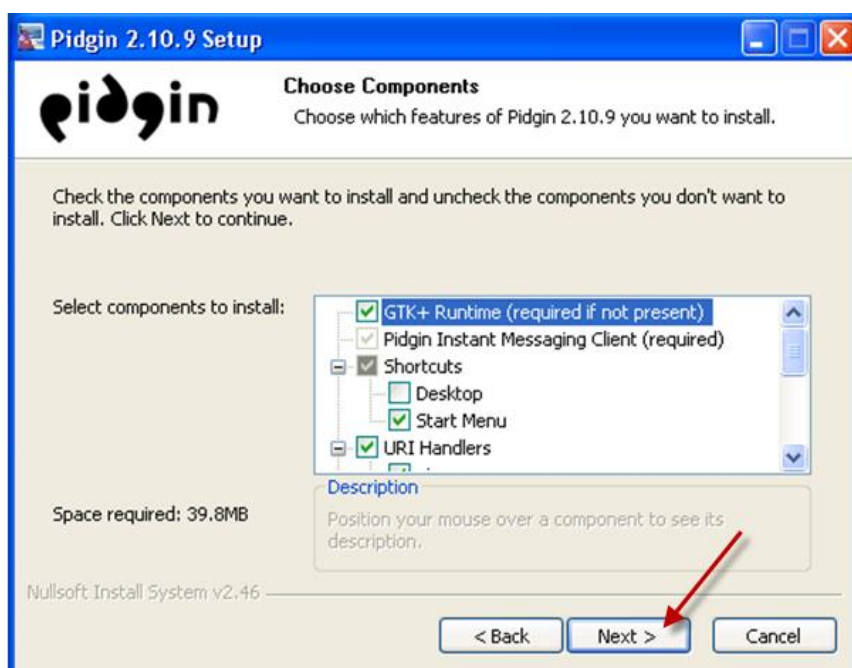 Pidgin 2.10.9 Setup
pidgin
Choose Components
Choose which features of Pidgin 2.10.9 you want to install.
Check the components you want to install and uncheck the components you don't want to
install. Click Next to continue.
Select components to install:
GTK+ Runtime (required if not present)
Pidgin Instant Messaging Client (required)
Shortcuts
Desktop
Start Menu
URI Handlers
Space required: 39.8MB
Description
Position your mouse over a component to see its
description.
Nullsoft Install System v2.46
< Back
Next >
Cancel